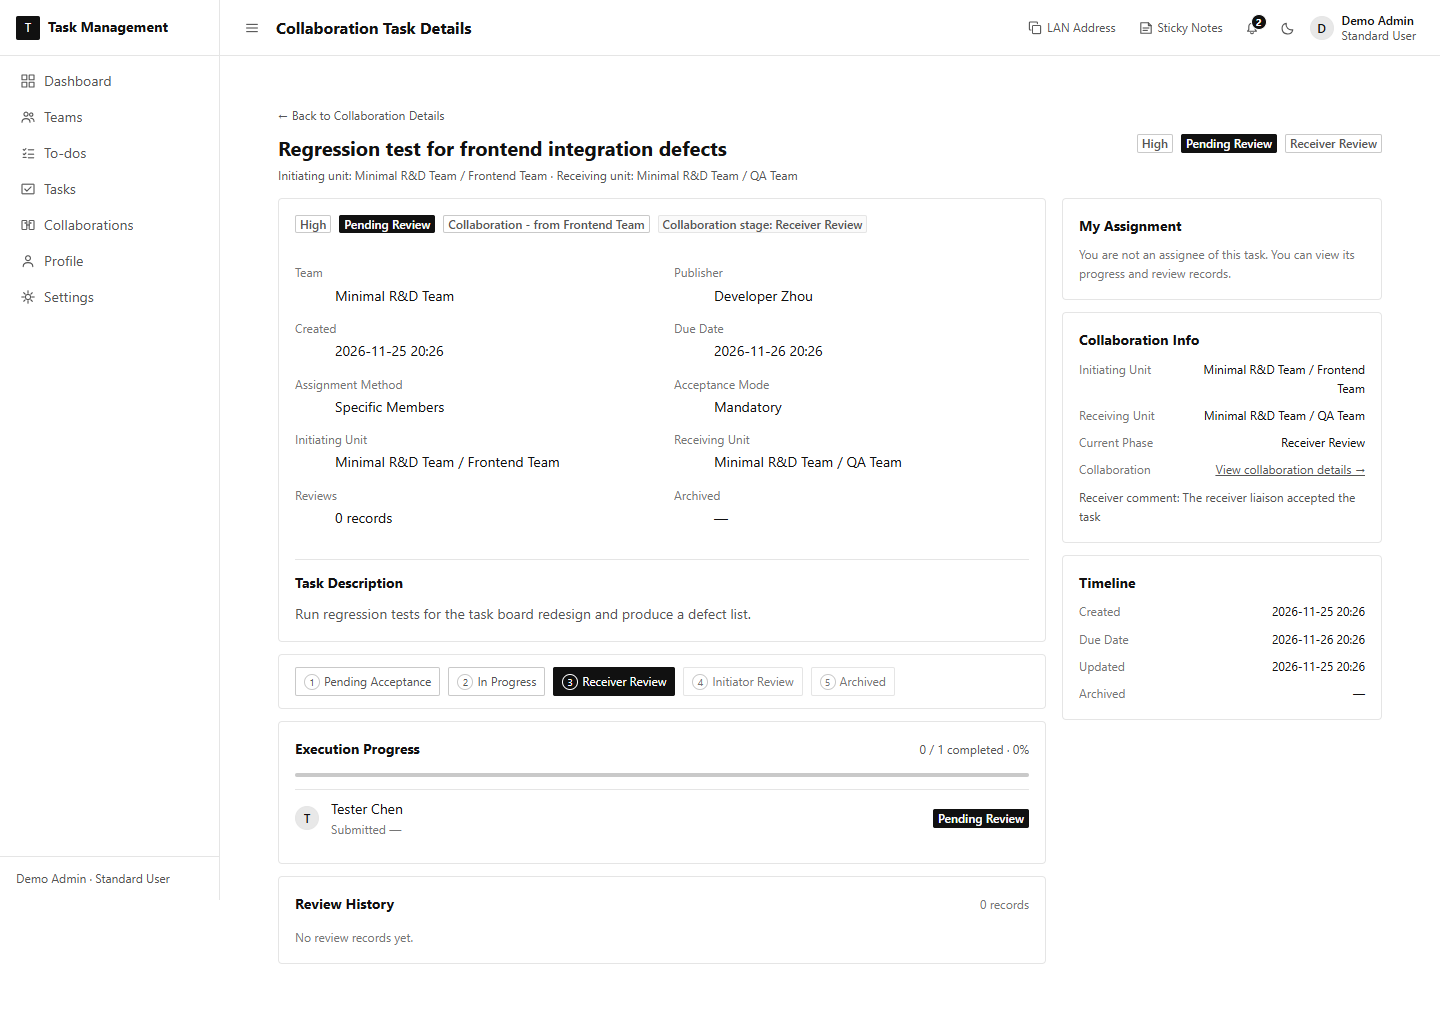 T Task Management
Dashboard
Teams
To-dos
Tasks
Collaborations
Profile
Settings
Demo Admin · Standard User
Collaboration Task Details
LAN Address
Sticky Notes
2
D
Demo Admin
Standard User
← Back to Collaboration Details
Regression test for frontend integration defects
Initiating unit: Minimal R&D Team / Frontend Team · Receiving unit: Minimal R&D Team / QA Team
High Pending Review Receiver Review
High Pending Review Collaboration - from Frontend Team Collaboration stage: Receiver Review
Team
Minimal R&D Team
Publisher
Developer Zhou
Created
2026-11-25 20:26
Due Date
2026-11-26 20:26
Assignment Method
Specific Members
Acceptance Mode
Mandatory
Initiating Unit
Minimal R&D Team / Frontend Team
Receiving Unit
Minimal R&D Team / QA Team
Reviews
0 records
Archived
—
Task Description
Run regression tests for the task board redesign and produce a defect list.
1 Pending Acceptance 2 In Progress 3 Receiver Review 4 Initiator Review 5 Archived
Execution Progress 0 / 1 completed · 0%
T
Tester Chen
Submitted —
Pending Review
Review History 0 records
No review records yet.
My Assignment
You are not an assignee of this task. You can view its
progress and review records.
Collaboration Info
Initiating Unit Minimal R&D Team / Frontend
Team
Receiving Unit Minimal R&D Team / QA Team
Current Phase Receiver Review
Collaboration View collaboration details →
Receiver comment: The receiver liaison accepted the
task
Timeline
Created 2026-11-25 20:26
Due Date 2026-11-26 20:26
Updated 2026-11-25 20:26
Archived —